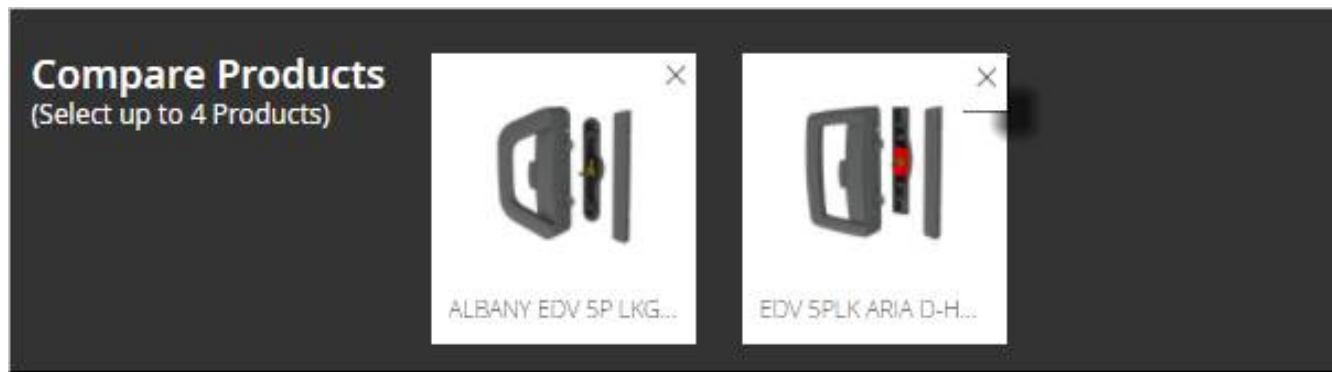 Compare Products
(Select up to 4 Products)
ALBANY EDV 5P LKG...
EDV 5PLK ARIA D-H...